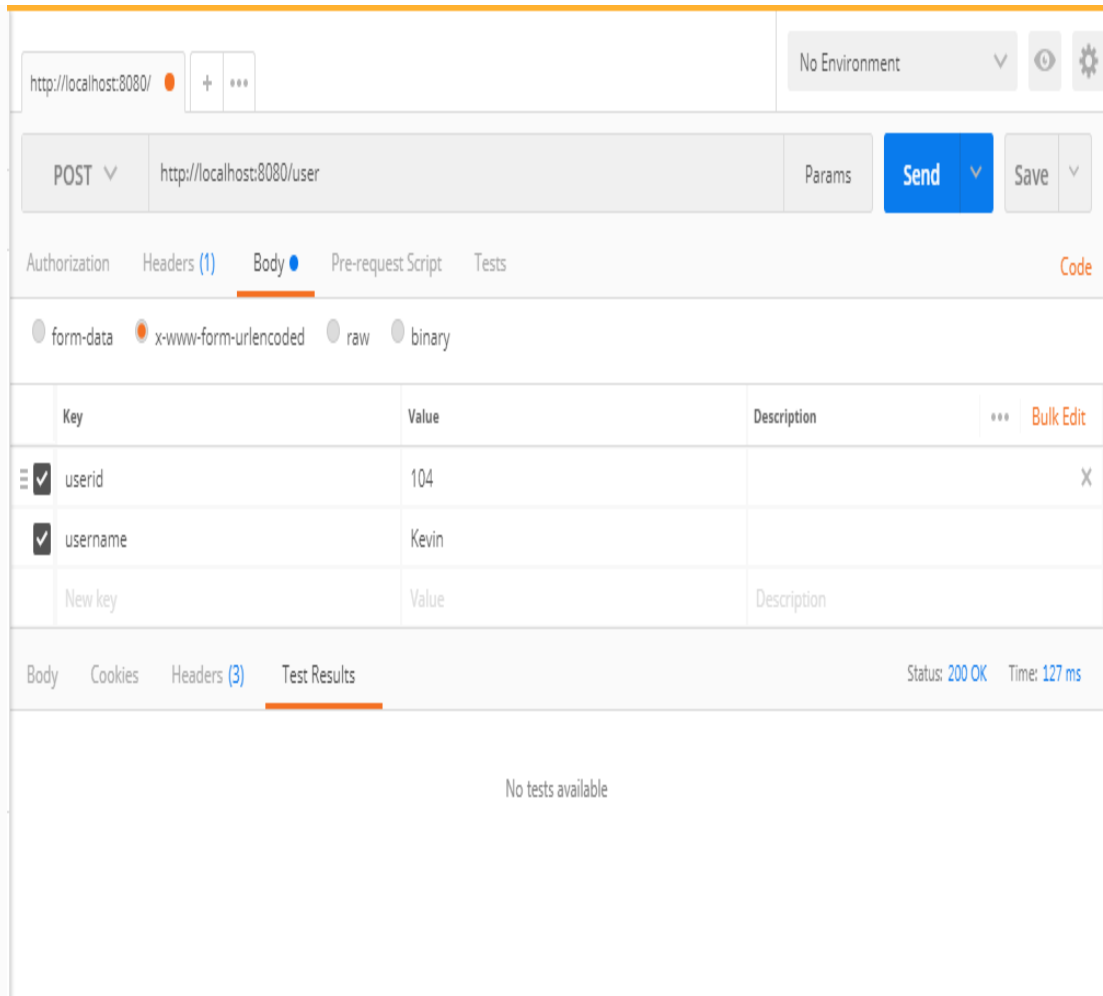 No Environment
http://localhost:8080/
POST http://localhost:8080/user Params Send Save
Authorization Headers (1) Body Pre-request Script Tests Code
form-data x-www-form-urlencoded raw binary
Key Value Description Bulk Edit
userid 104
username Kevin
New key Value Description
Body Cookies Headers (3) Test Results Status: 200 OK Time: 127 ms
No tests available